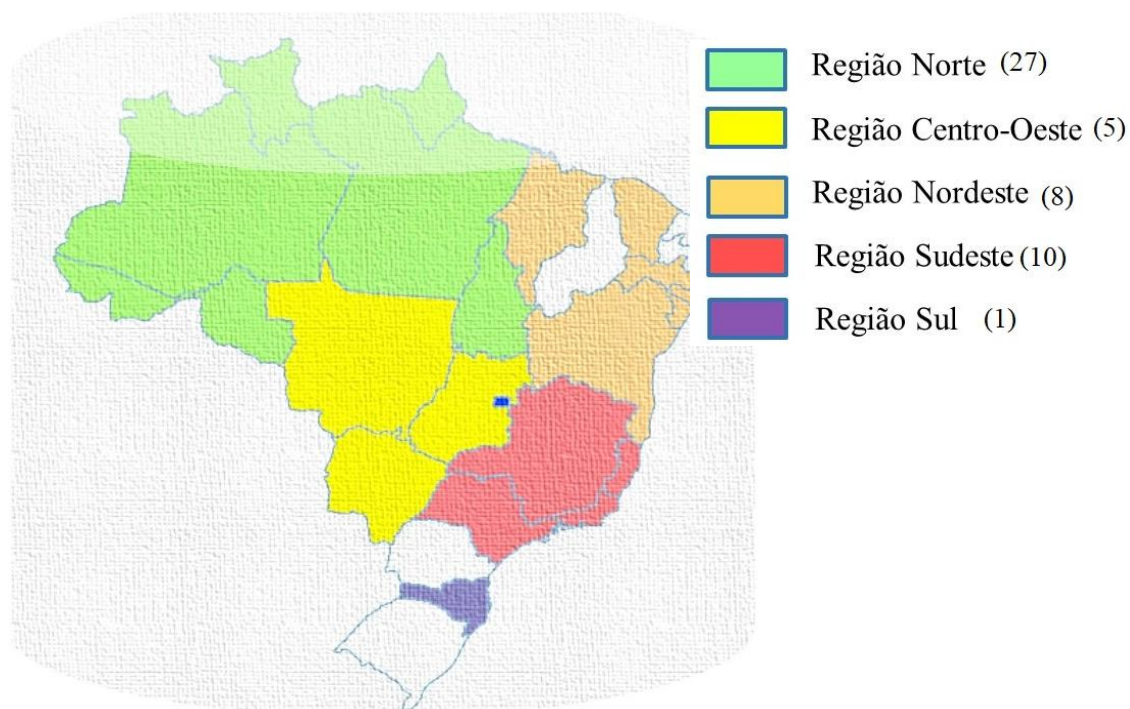 Região Norte (27)
Região Centro-Oeste (5)
Região Nordeste (8)
Região Sudeste (10)
Região Sul (1)